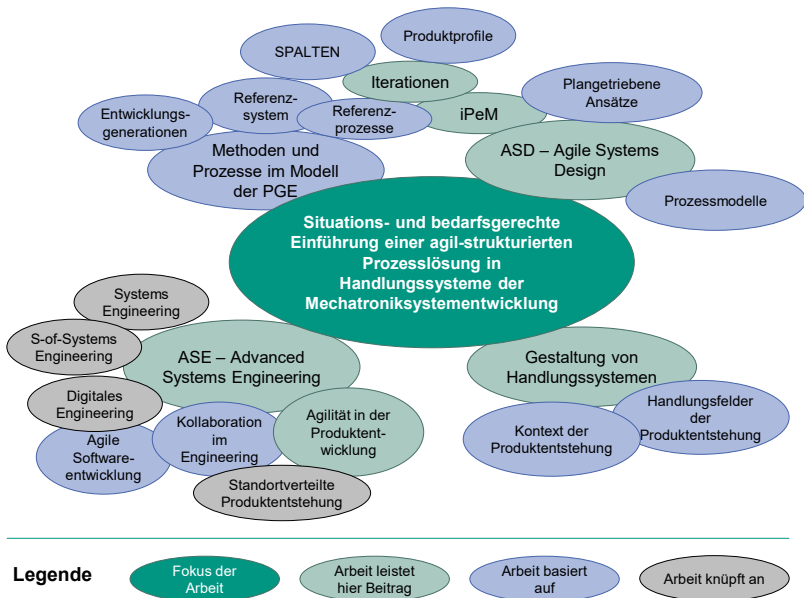 Produktprofile
SPALTEN
Iterationen
Plangetriebene
Ansätze
Referenz-
system
Entwicklungs-
generationen
Referenz-
prozesse
iPeM
Methoden und
Prozesse im Modell
der PGE
ASD – Agile Systems
Design
Prozessmodelle
Situations- und bedarfsgerechte
Einführung einer agil-strukturierten
Prozesslösung in
Handlungssysteme der
Mechatroniksystementwicklung
Systems
Engineering
S-of-Systems
Engineering
ASE – Advanced
Systems Engineering
Gestaltung von
Handlungssystemen
Digitales
Engineering
Agile
Software-
entwicklung
Kollaboration
im
Engineering
Agilität in der
Produktent-
wicklung
Standortverteilte
Produktentstehung
Kontext der
Produktentstehung
Handlungsfelder
der
Produktentstehung
Legende
Fokus der
Arbeit
Arbeit leistet
hier Beitrag
Arbeit basiert
auf
Arbeit knüpft an